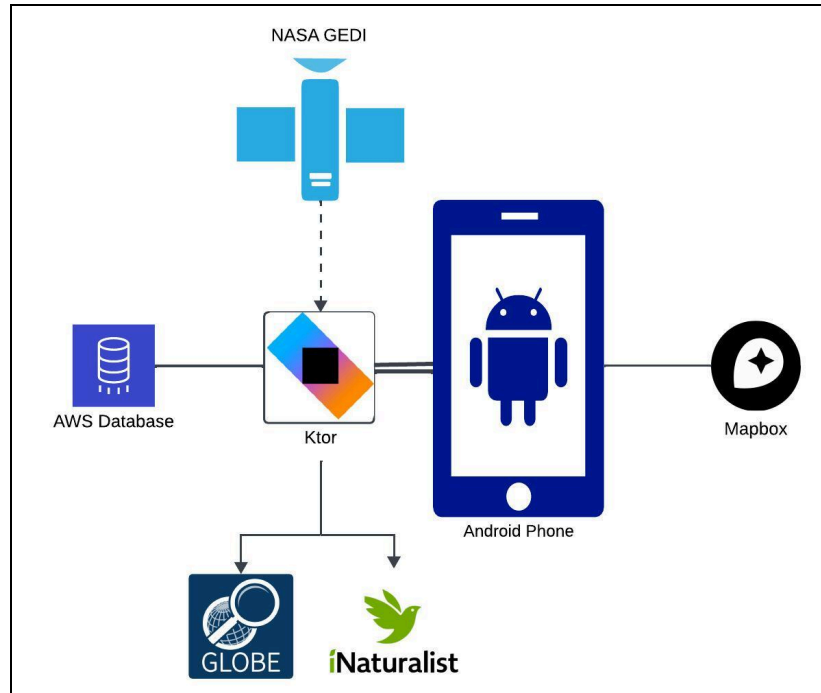 NASA GEDI
AWS Database
Ktor
Android Phone
Mapbox
GLOBE
iNaturalist